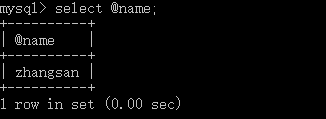 mysql> select @name;
+----------+
| @name    |
+----------+
| zhangsan |
+----------+
1 row in set (0.00 sec)